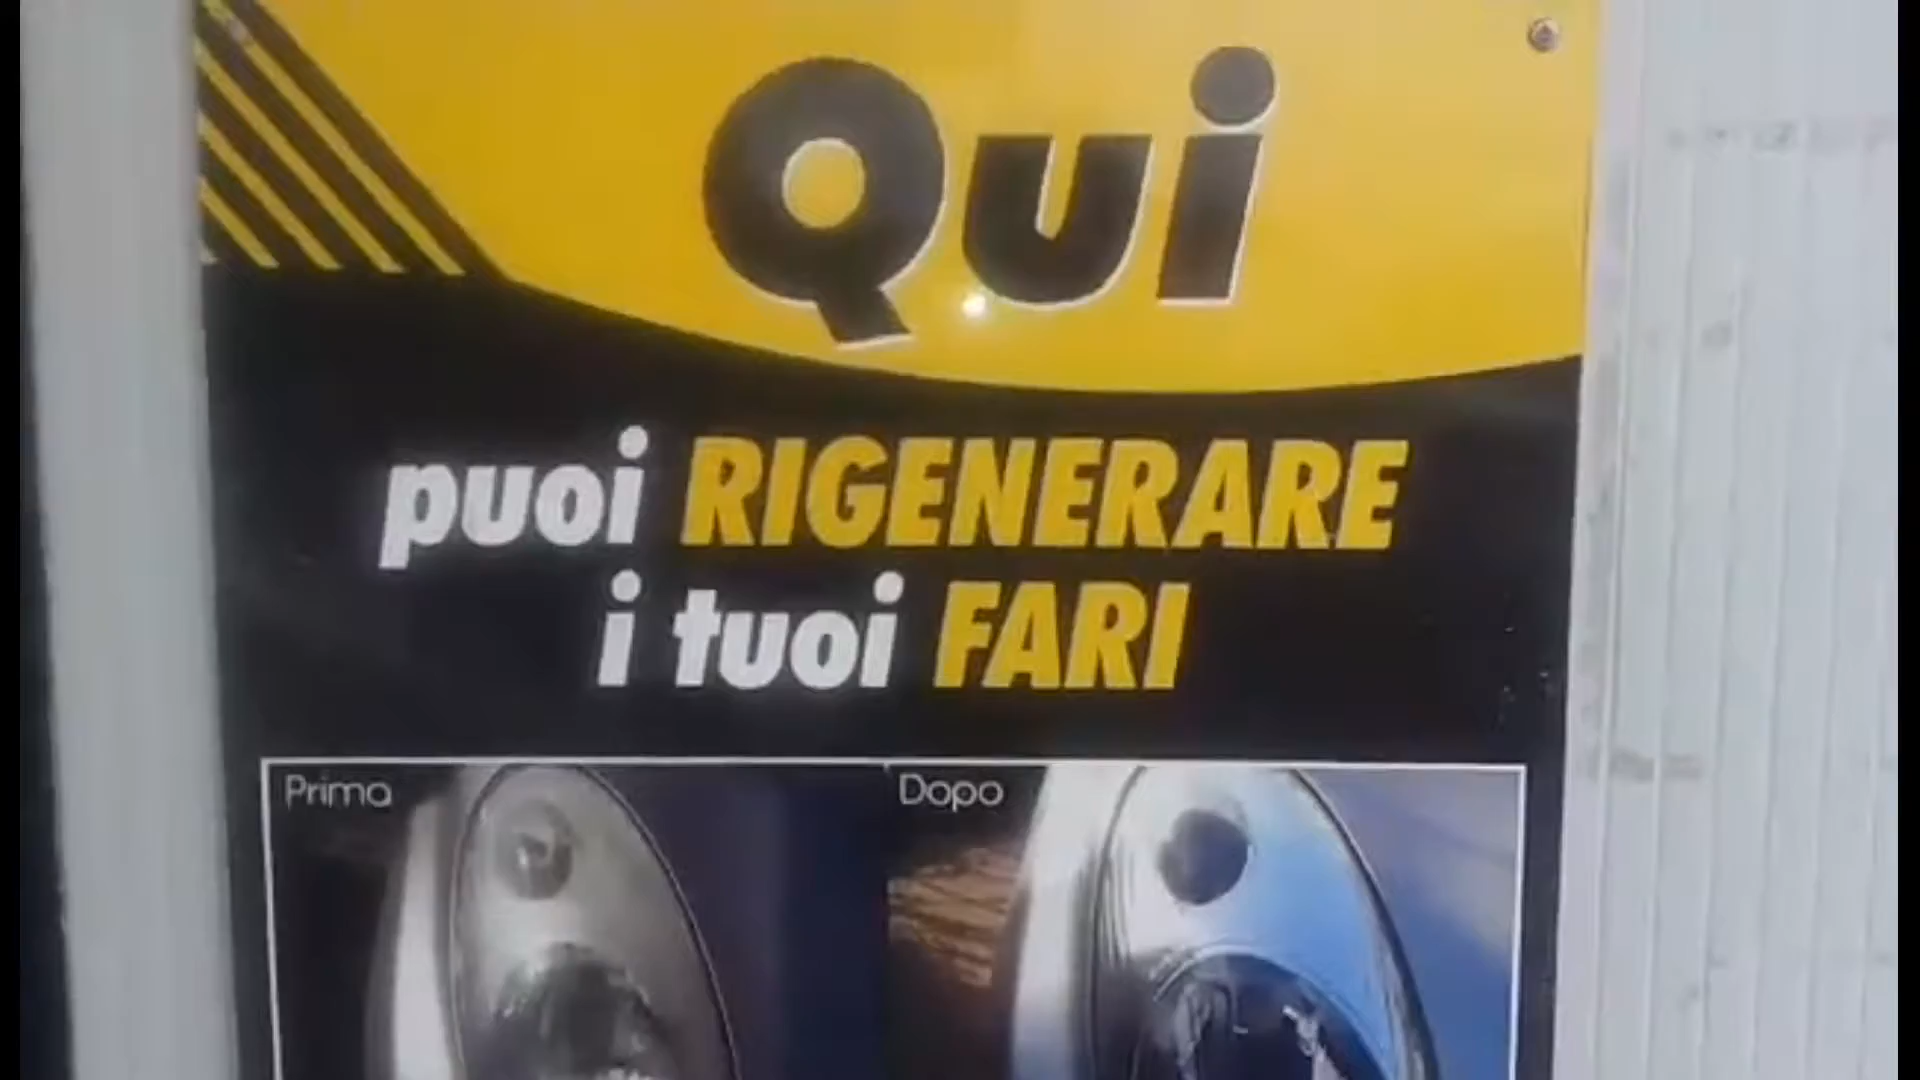 Qui
puoi RIGENERARE
i tuoi FARI
Prima
Dopo